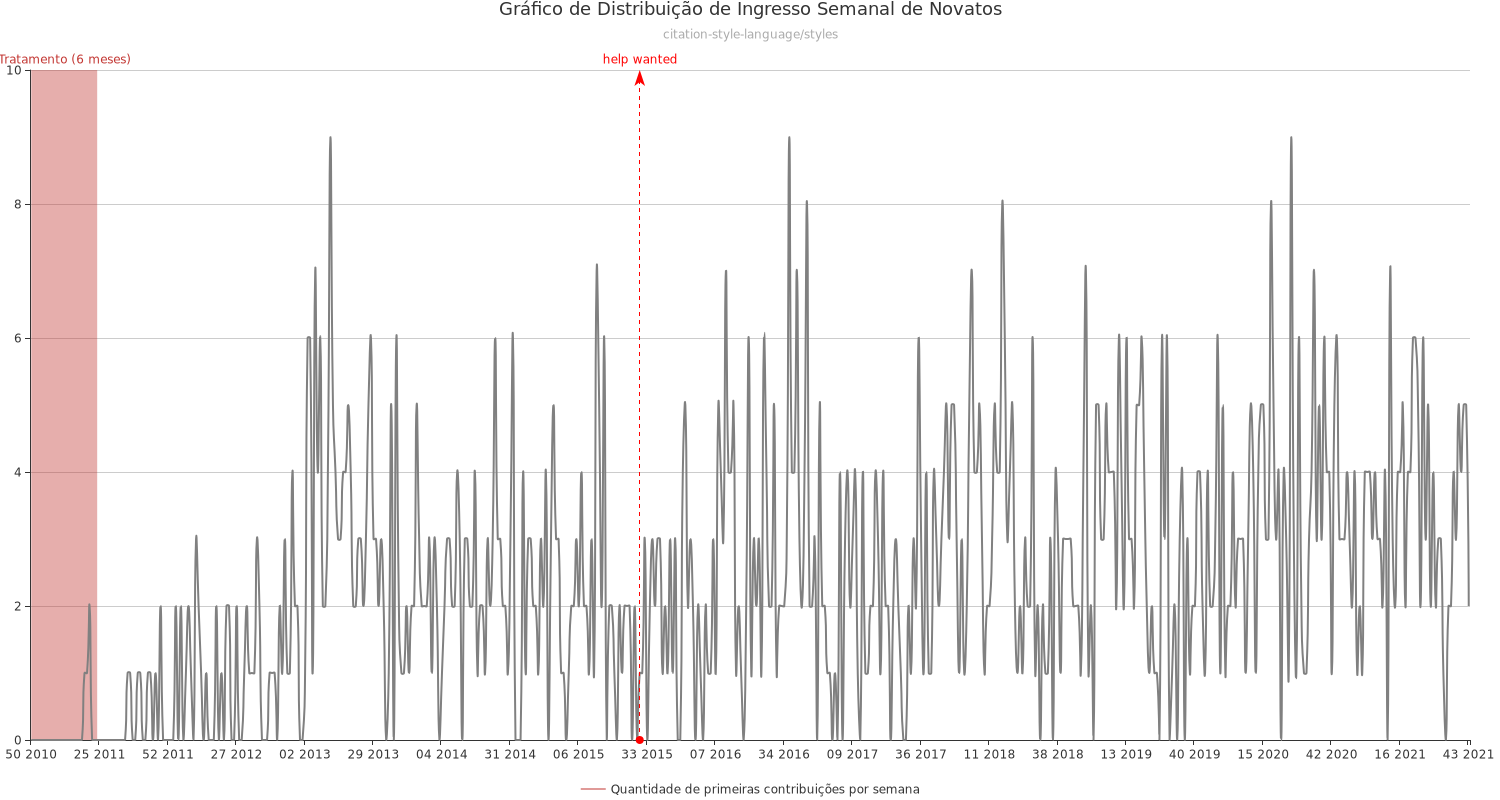 Gráfico de Distribuição de Ingresso Semanal de Novatos
citation-style-language/styles
Tratamento (6 meses)
help wanted
10
8
6
4
2
0
50 2010 25 2011 52 2011 27 2012 02 2013 29 2013 04 2014 31 2014 06 2015 33 2015 07 2016 34 2016 09 2017 36 2017 11 2018 38 2018 13 2019 40 2019 15 2020 42 2020 16 2021 43 2021
Quantidade de primeiras contribuições por semana